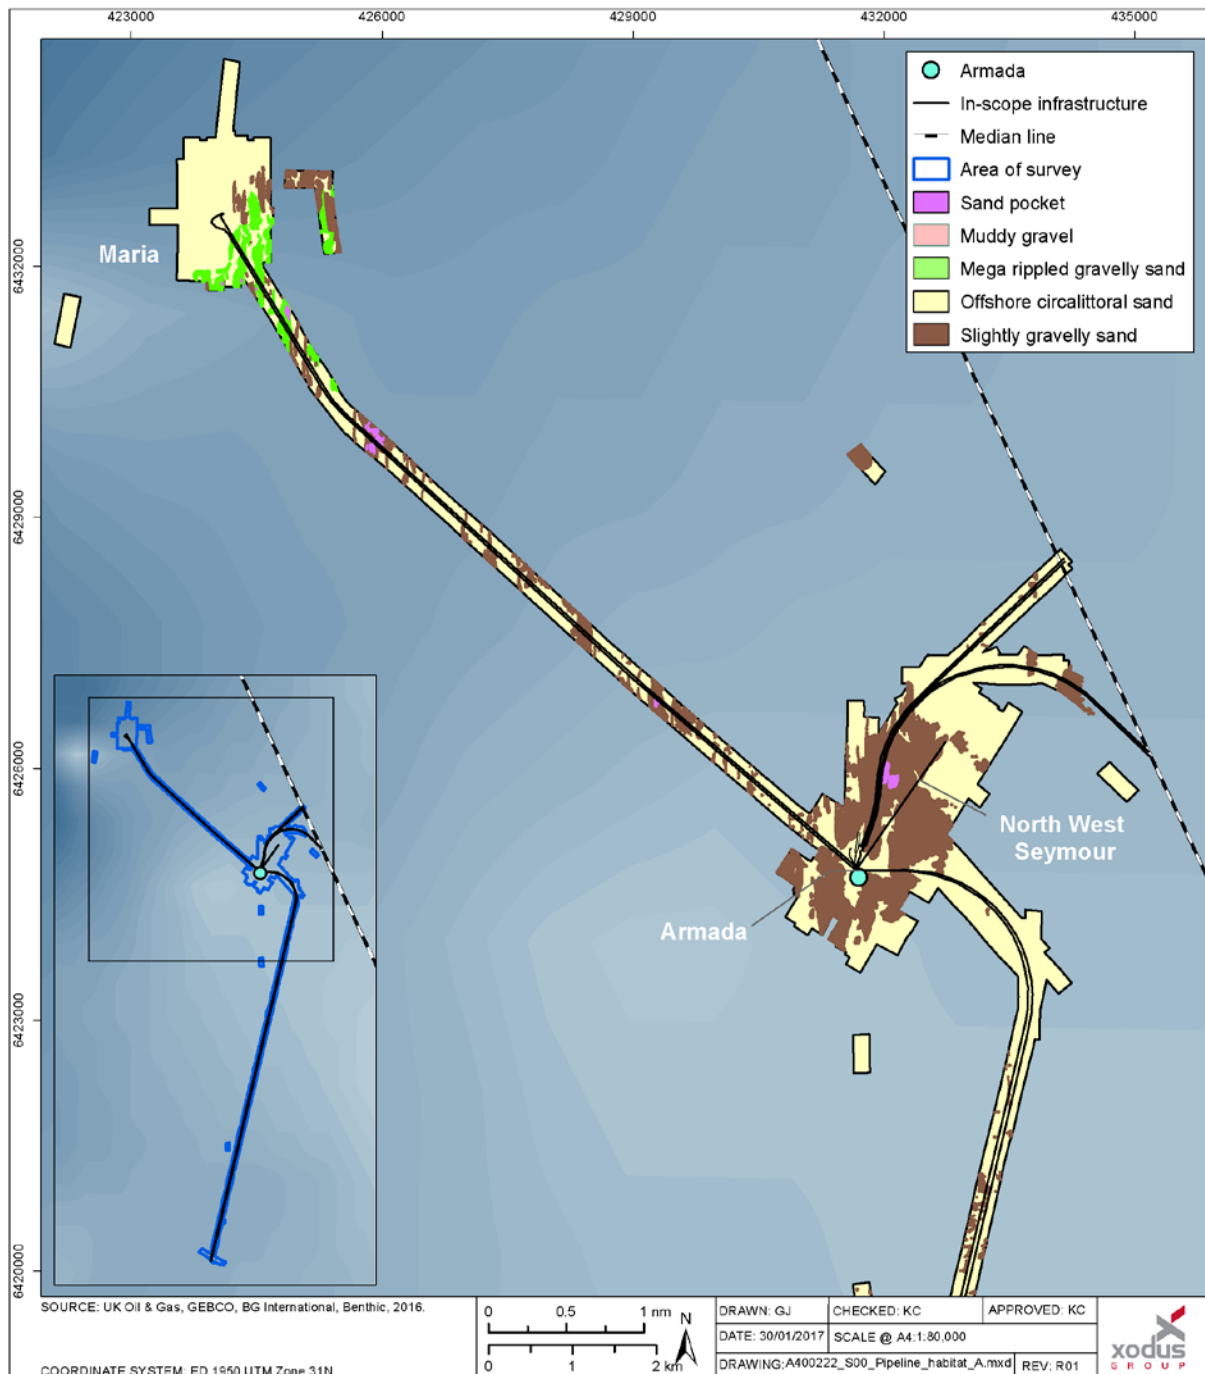 423000
426000
429000
432000
435000
Armada
In-scope infrastructure
Median line
Area of survey
Sand pocket
Muddy gravel
Mega rippled gravelly sand
Offshore circalittoral sand
Slightly gravelly sand
6432000
6429000
6426000
6423000
6420000
Maria
North West
Seymour
Armada
SOURCE: UK Oil & Gas, GEBCO, BG International, Benthic, 2016.
COORDINATE SYSTEM: ED 1950 UTM Zone 31N
0 0.5 1 nm
0 1 2 km
N
DRAWN: GJ
CHECKED: KC
APPROVED: KC
DATE: 30/01/2017
SCALE @ A4:1:80,000
DRAWING:A400222_S00_Pipeline_habitat_A.mxd
REV: R01
xodus
GROUP